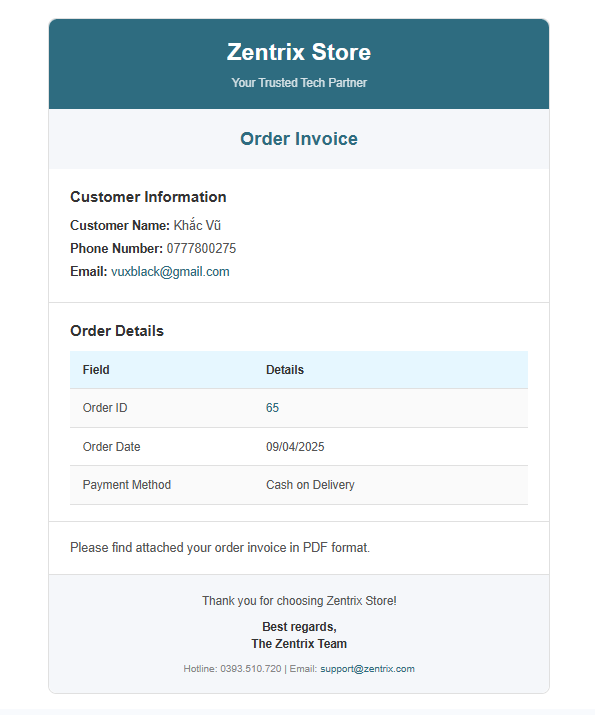 Zentrix Store
Your Trusted Tech Partner
Order Invoice
Customer Information
Customer Name: Khắc Vũ
Phone Number: 0777800275
Email: vuxblack@gmail.com
Order Details
Field Details
Order ID 65
Order Date 09/04/2025
Payment Method Cash on Delivery
Please find attached your order invoice in PDF format.
Thank you for choosing Zentrix Store!
Best regards,
The Zentrix Team
Hotline: 0393.510.720 | Email: support@zentrix.com